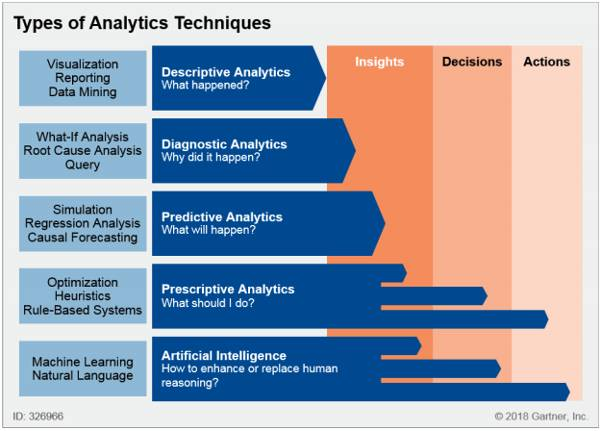 Types of Analytics Techniques
Insights
Decisions
Actions
Visualization
Reporting
Data Mining
Descriptive Analytics
What happened?
What-If Analysis
Root Cause Analysis
Query
Diagnostic Analytics
Why did it happen?
Simulation
Regression Analysis
Causal Forecasting
Predictive Analytics
What will happen?
Optimization
Heuristics
Rule-Based Systems
Prescriptive Analytics
What should I do?
Machine Learning
Natural Language
Artificial Intelligence
How to enhance or replace human
reasoning?
ID: 326966
© 2018 Gartner, Inc.